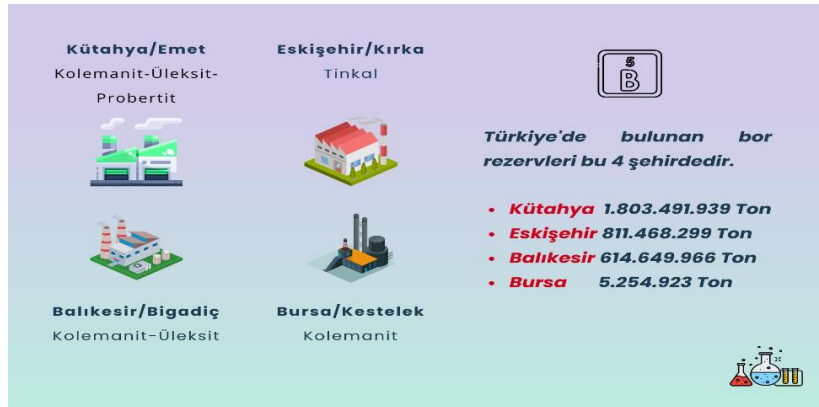 Kütahya/Emet
Kolemanit-Üleksit-
Probertit
Eskişehir/Kırka
Tinkal
Balıkesir/Bigadiç
Kolemanit-Üleksit
Bursa/Kestelek
Kolemanit
5
B
Türkiye'de bulunan bor
rezervleri bu 4 şehirdedir.
• Kütahya 1.803.491.939 Ton
• Eskişehir 811.468.299 Ton
• Balıkesir 614.649.966 Ton
• Bursa 5.254.923 Ton